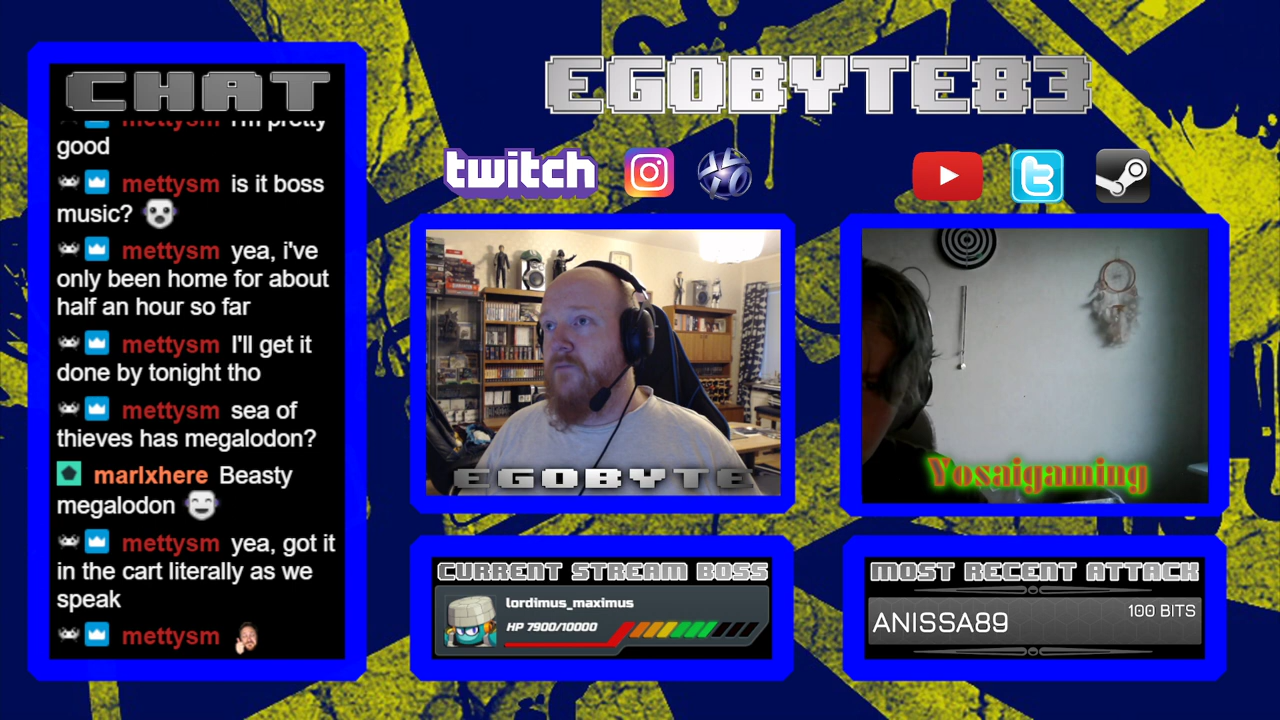 CHAT
mettysm I'm pretty
good
mettysm is it boss
music?
mettysm yea, i've
only been home for about
half an hour so far
mettysm I'll get it
done by tonight tho
mettysm sea of
thieves has megalodon?
marlxhere Beasty
megalodon
mettysm yea, got it
in the cart literally as we
speak
mettysm
EGOBYTE83
twitch
EGOBYTE
Yosaigaming
CURRENT STREAM BOSS
lordimus_maximus
HP 7900/10000
MOST RECENT ATTACK
ANISSA89
100 BITS